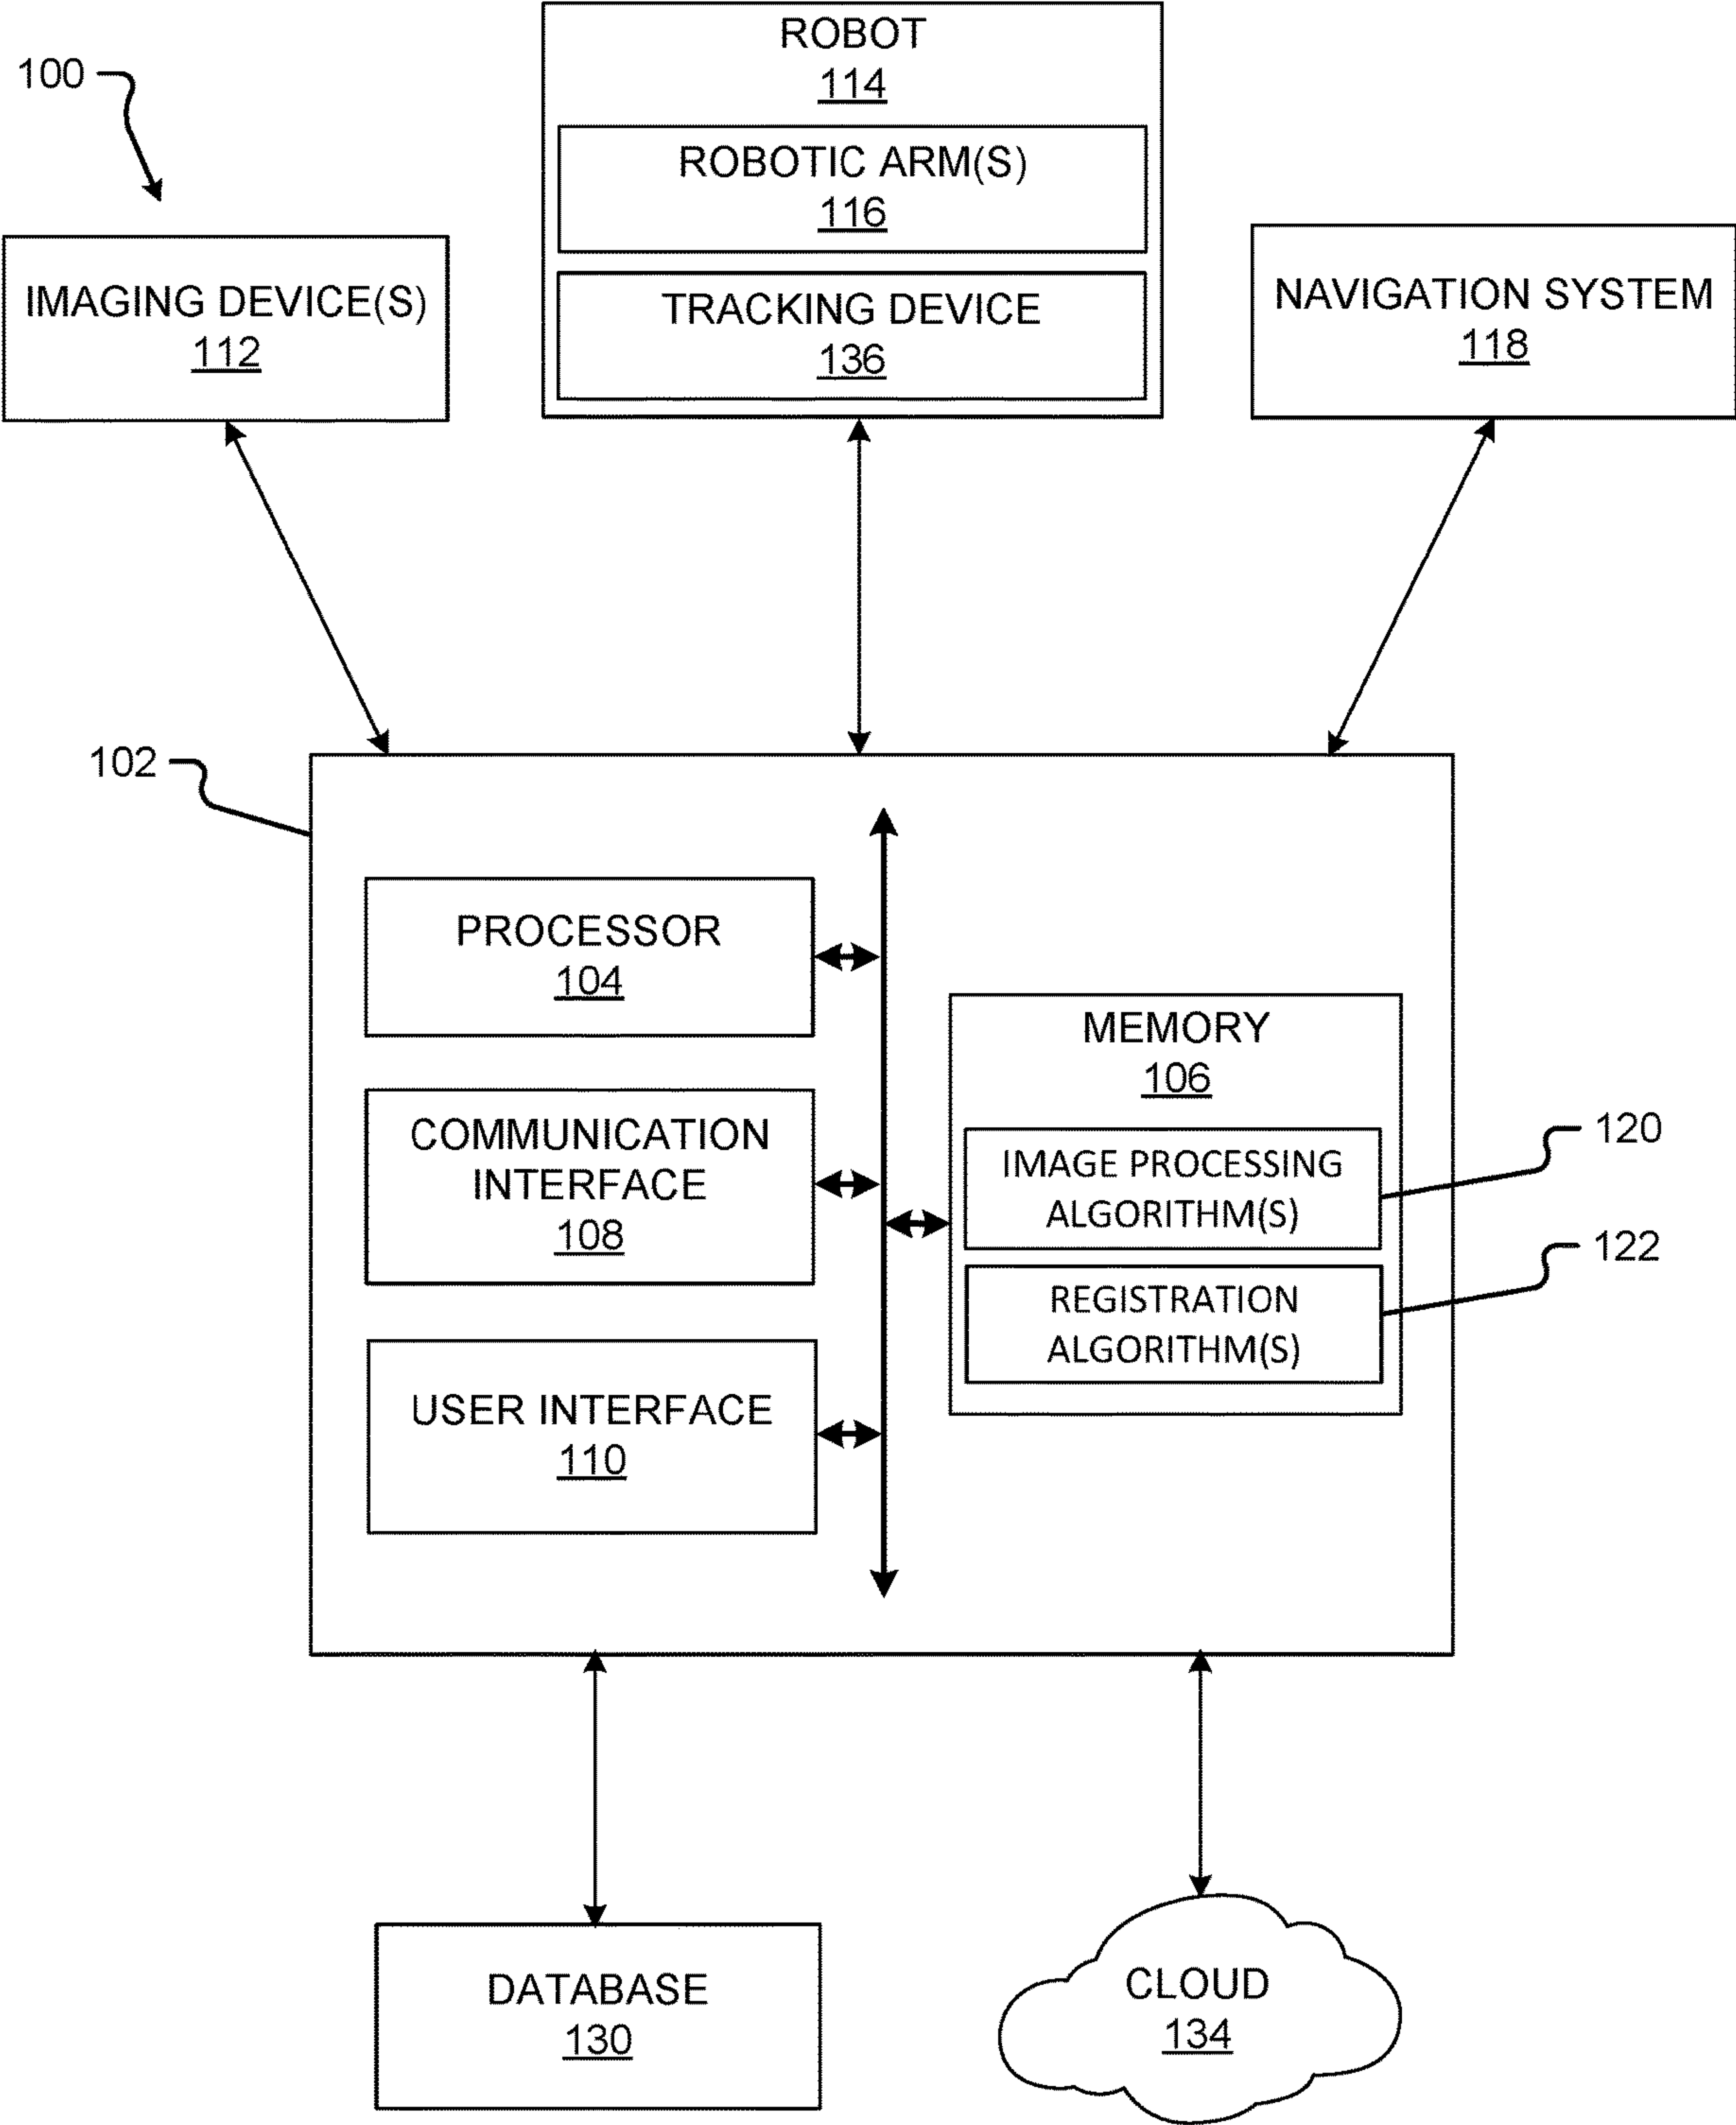 100
ROBOT
114
ROBOTIC ARM(S)
116
TRACKING DEVICE
136
IMAGING DEVICE(S)
112
NAVIGATION SYSTEM
118
102
PROCESSOR
104
COMMUNICATION
INTERFACE
108
USER INTERFACE
110
MEMORY
106
IMAGE PROCESSING
ALGORITHM(S)
120
REGISTRATION
ALGORITHM(S)
122
DATABASE
130
CLOUD
134